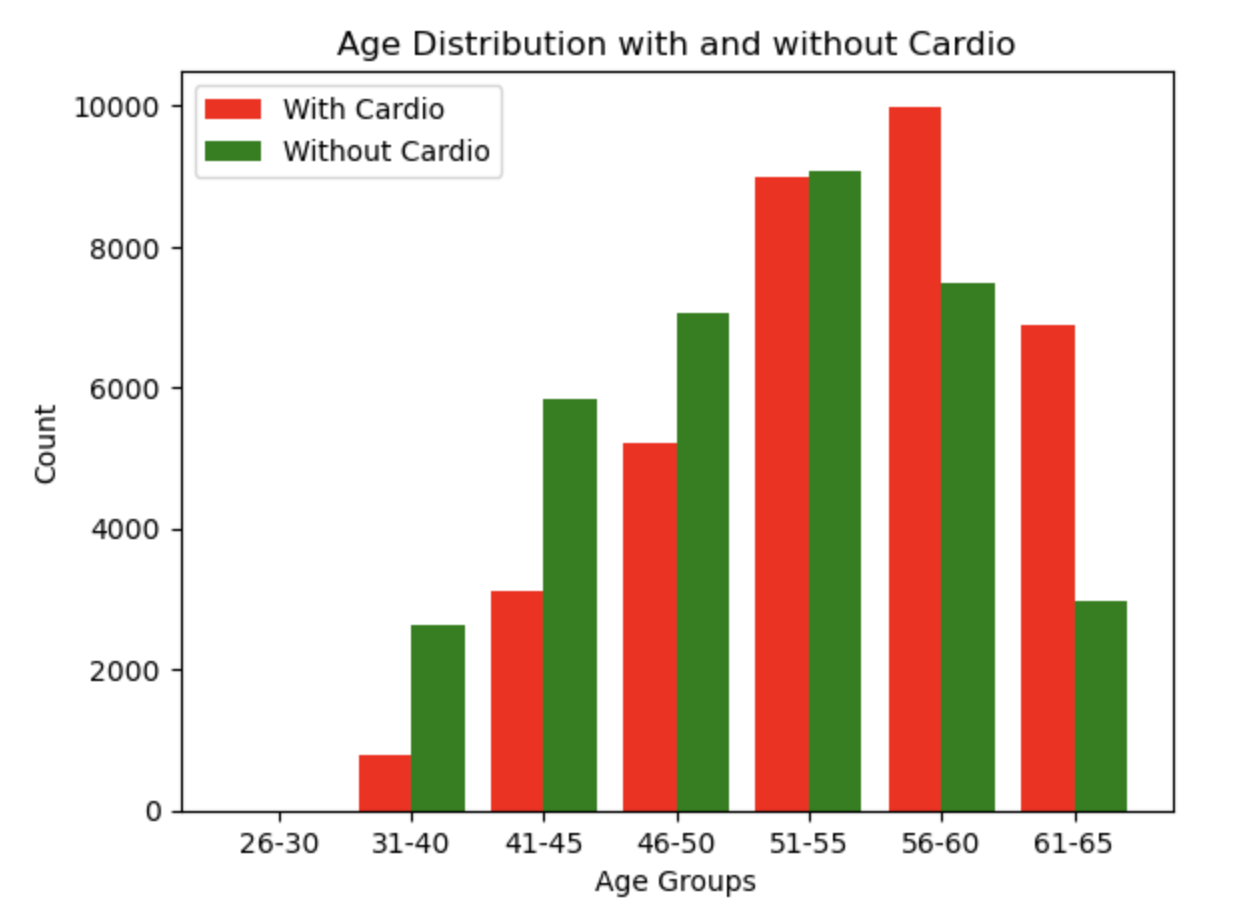 Age Distribution with and without Cardio
With Cardio
Without Cardio
10000
8000
6000
4000
2000
0
Count
26-30 31-40 41-45 46-50 51-55 56-60 61-65
Age Groups